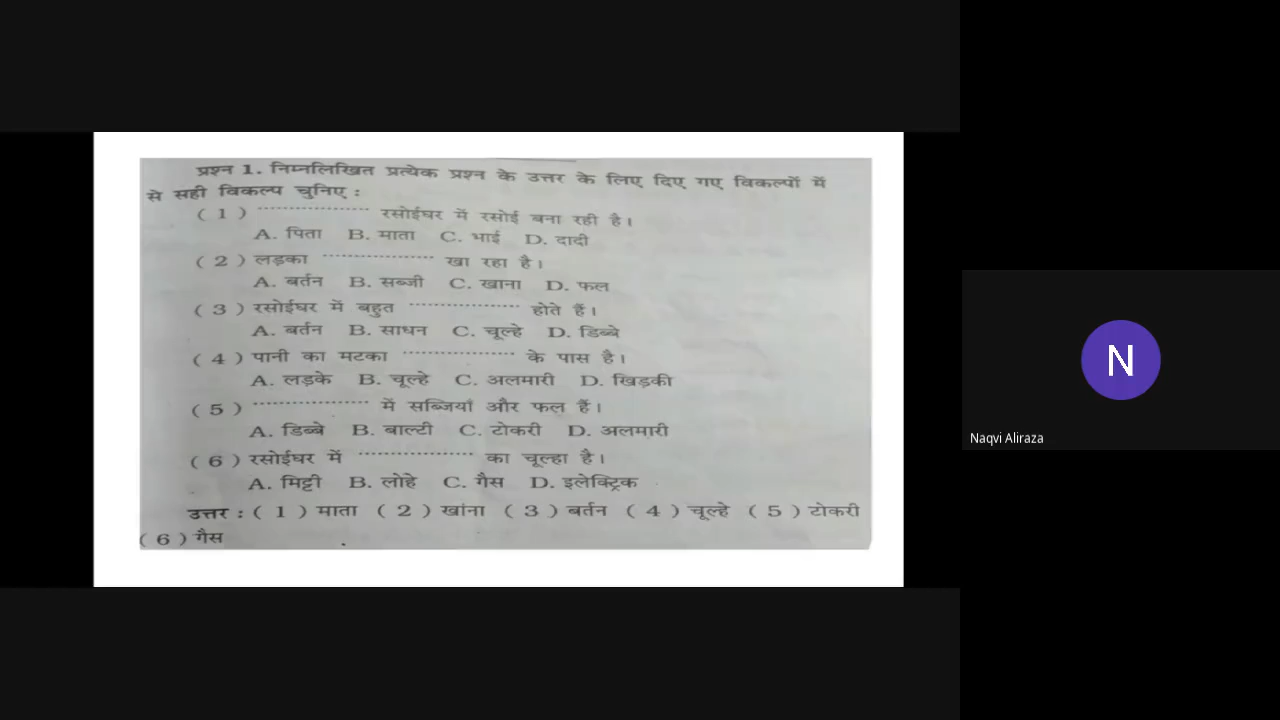 प्रश्न 1. निम्नलिखित प्रत्येक प्रश्न के उत्तर के लिए दिए गए विकल्पों में
से सही विकल्प चुनिए :
( 1 ) ................. रसोईघर में रसोई बना रही है।
A. पिता B. माता C. भाई D. दादी
( 2 ) लड़का ................. खा रहा है।
A. बर्तन B. सब्जी C. खाना D. फल
( 3 ) रसोईघर में बहुत ................. होते हैं।
A. बर्तन B. साधन C. चूल्हे D. डिब्बे
( 4 ) पानी का मटका ................. के पास है।
A. लड़के B. चूल्हे C. अलमारी D. खिड़की
( 5 ) ................. में सब्जियाँ और फल हैं।
A. डिब्बे B. बाल्टी C. टोकरी D. अलमारी
( 6 ) रसोईघर में ................. का चूल्हा है।
A. मिट्टी B. लोहे C. गैस D. इलेक्ट्रिक
उत्तर : ( 1 ) माता ( 2 ) खांना ( 3 ) बर्तन ( 4 ) चूल्हे ( 5 ) टोकरी
( 6 ) गैस
N
Naqvi Aliraza